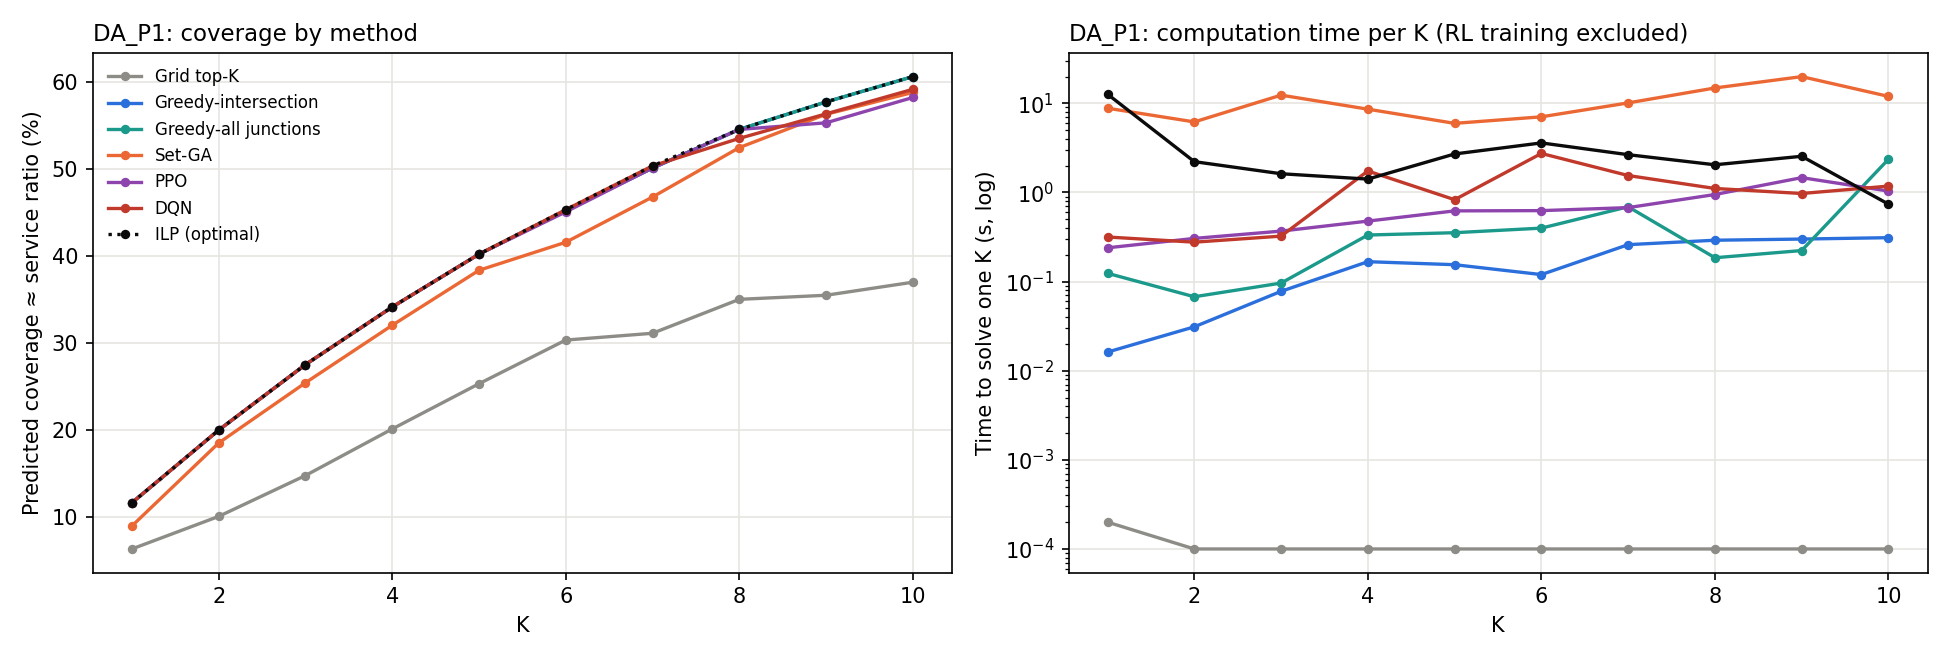 DA_P1: coverage by method
Predicted coverage ≈ service ratio (%)
60
50
40
30
20
10
Grid top-K
Greedy-intersection
Greedy-all junctions
Set-GA
PPO
DQN
ILP (optimal)
2 4 6 8 10
K
DA_P1: computation time per K (RL training excluded)
Time to solve one K (s, log)
10¹
10⁰
10⁻¹
10⁻²
10⁻³
10⁻⁴
2 4 6 8 10
K